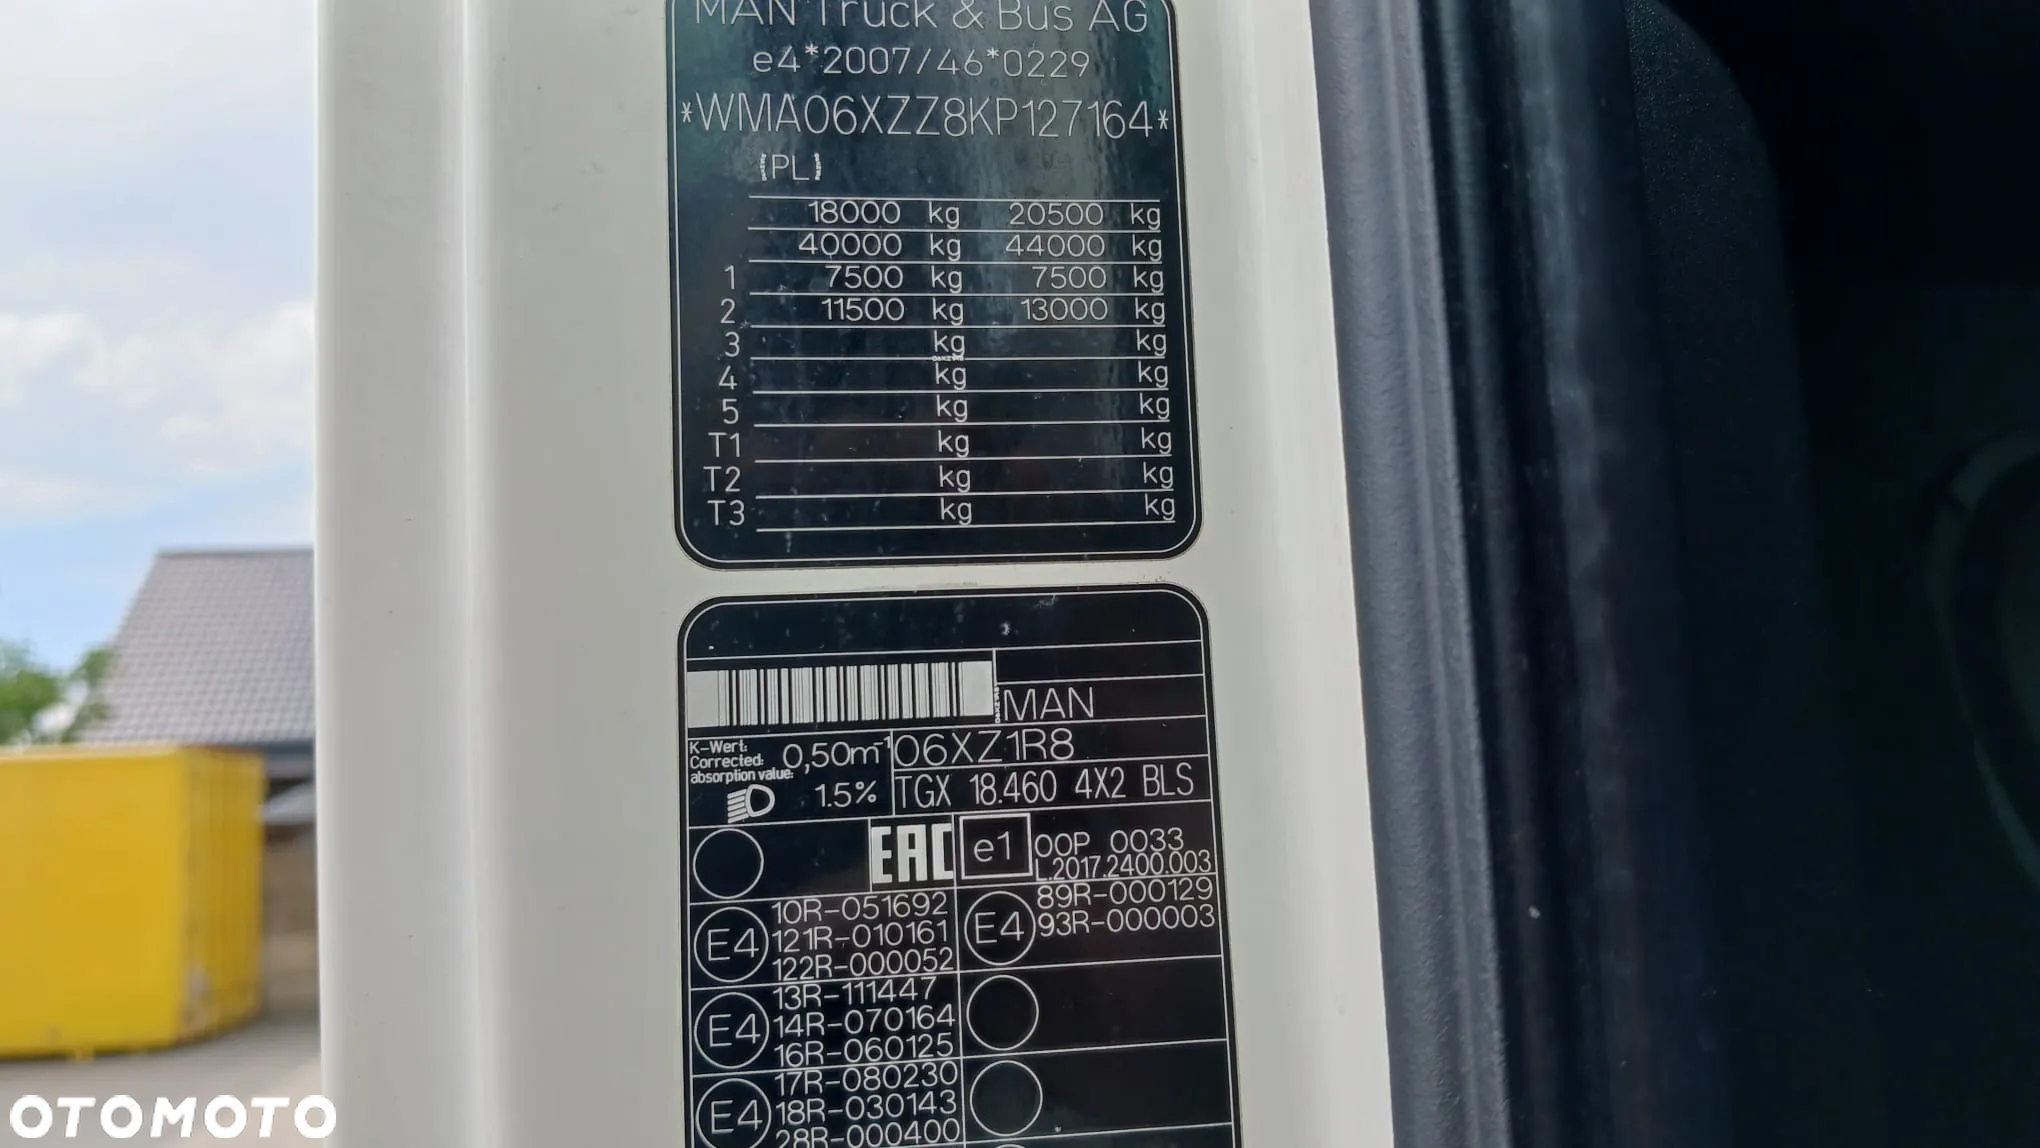 MAN Truck & Bus AG
e4*2007/46*0229
*WMA06XZZ8KP127164*
(PL)
18000 kg 20500 kg
40000 kg 44000 kg
1 7500 kg 7500 kg
2 11500 kg 13000 kg
3 kg kg
4 kg kg
5 kg kg
T1 kg kg
T2 kg kg
T3 kg kg
MAN
K-Wert: Corrected: absorption value: 0,50m-1
06XZ1R8
1.5%
TGX 18.460 4X2 BLS
EAC
e1
00P 0033
L.2017.2400.003
E4
10R-051692
121R-010161
122R-000052
E4
89R-000129
93R-000003
E4
13R-111447
14R-070164
16R-060125
E4
17R-080230
18R-030143
28R-000400
OTOMOTO